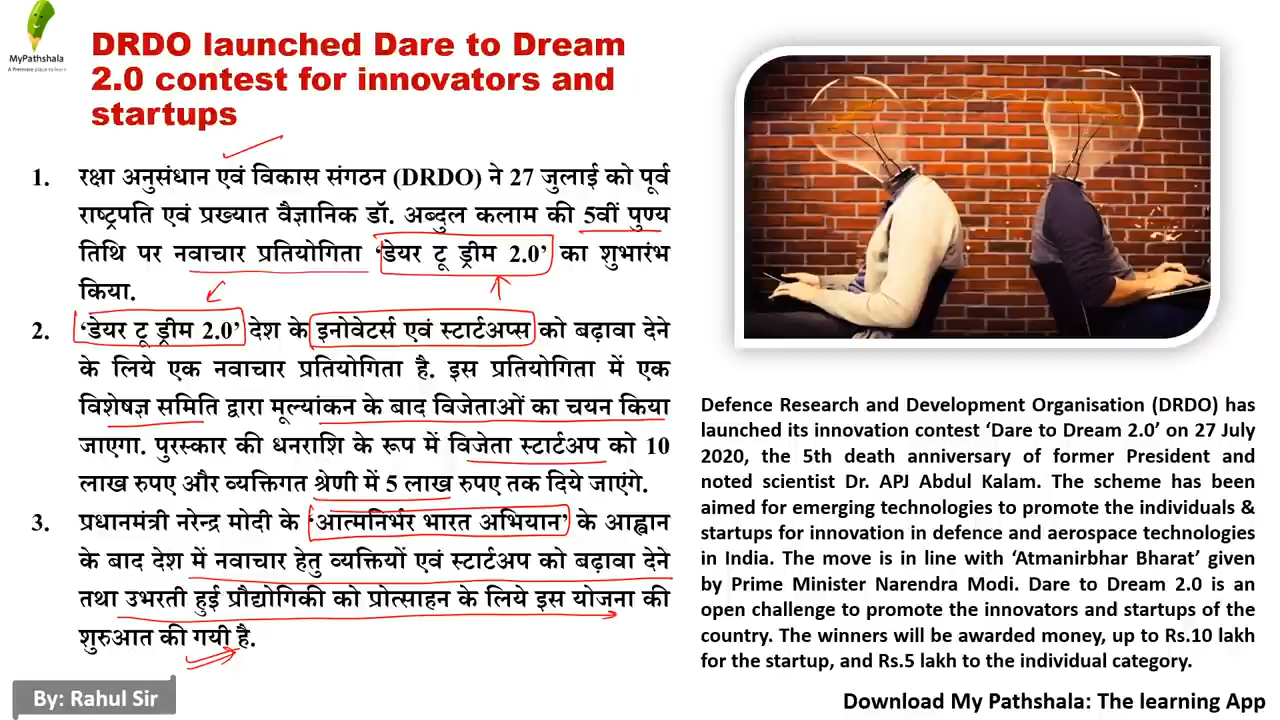 MyPathshala
A Premiere place to learn
DRDO launched Dare to Dream
2.0 contest for innovators and
startups
1. रक्षा अनुसंधान एवं विकास संगठन (DRDO) ने 27 जुलाई को पूर्व
राष्ट्रपति एवं प्रख्यात वैज्ञानिक डॉ. अब्दुल कलाम की 5वीं पुण्य
तिथि पर नवाचार प्रतियोगिता ‘डेयर टू ड्रीम 2.0’ का शुभारंभ
किया.
2. ‘डेयर टू ड्रीम 2.0’ देश के इनोवेटर्स एवं स्टार्टअप्स को बढ़ावा देने
के लिये एक नवाचार प्रतियोगिता है. इस प्रतियोगिता में एक
विशेषज्ञ समिति द्वारा मूल्यांकन के बाद विजेताओं का चयन किया
जाएगा. पुरस्कार की धनराशि के रूप में विजेता स्टार्टअप को 10
लाख रुपए और व्यक्तिगत श्रेणी में 5 लाख रुपए तक दिये जाएंगे.
3. प्रधानमंत्री नरेन्द्र मोदी के ‘आत्मनिर्भर भारत अभियान’ के आह्वान
के बाद देश में नवाचार हेतु व्यक्तियों एवं स्टार्टअप को बढ़ावा देने
तथा उभरती हुई प्रौद्योगिकी को प्रोत्साहन के लिये इस योजना की
शुरुआत की गयी है.
Defence Research and Development Organisation (DRDO) has
launched its innovation contest ‘Dare to Dream 2.0’ on 27 July
2020, the 5th death anniversary of former President and
noted scientist Dr. APJ Abdul Kalam. The scheme has been
aimed for emerging technologies to promote the individuals &
startups for innovation in defence and aerospace technologies
in India. The move is in line with ‘Atmanirbhar Bharat’ given
by Prime Minister Narendra Modi. Dare to Dream 2.0 is an
open challenge to promote the innovators and startups of the
country. The winners will be awarded money, up to Rs.10 lakh
for the startup, and Rs.5 lakh to the individual category.
By: Rahul Sir
Download My Pathshala: The learning App